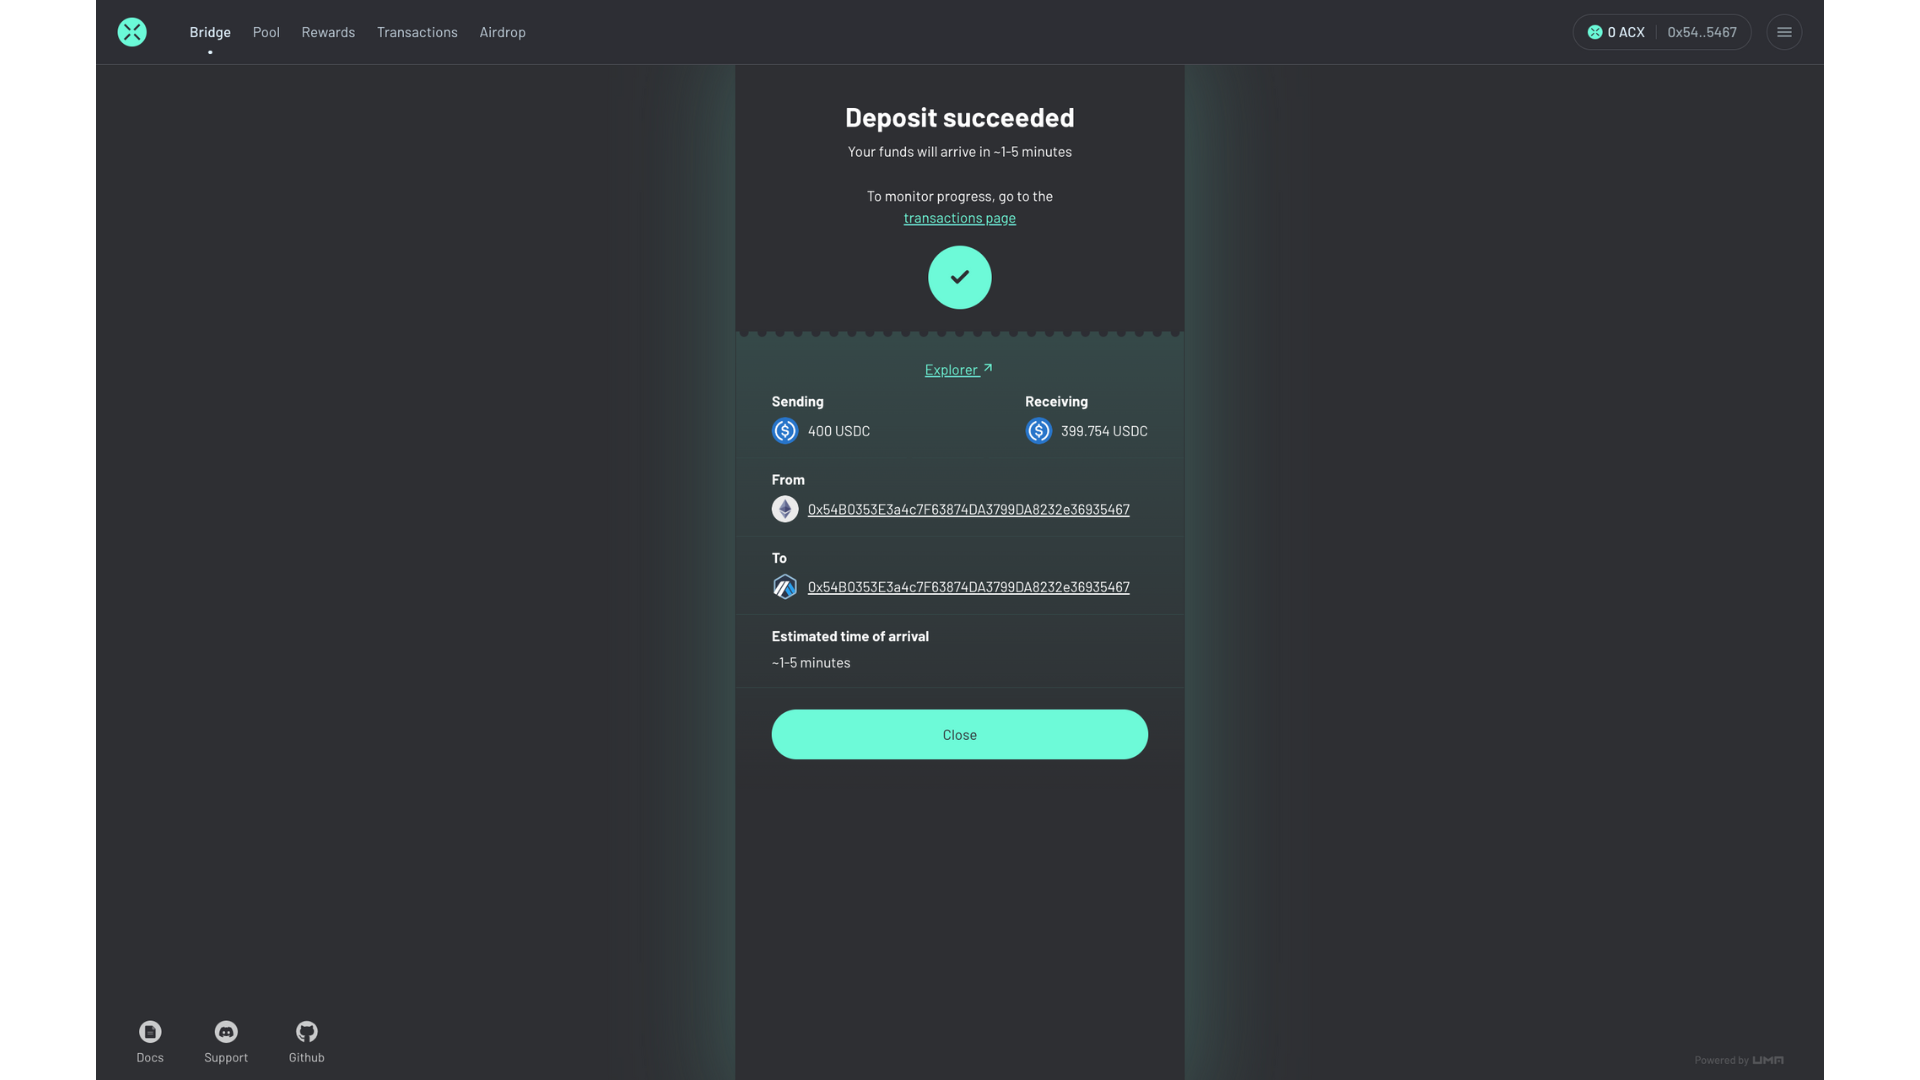 Bridge Pool Rewards Transactions Airdrop 0 ACX 0x54..5467
Deposit succeeded
Your funds will arrive in ~1-5 minutes
To monitor progress, go to the
transactions page
Explorer
Sending Receiving
400 USDC 399.754 USDC
From
0x54B0353E3a4c7F63874DA3799DA8232e36935467
To
0x54B0353E3a4c7F63874DA3799DA8232e36935467
Estimated time of arrival
~1-5 minutes
Close
Docs Support Github
Powered by UMA